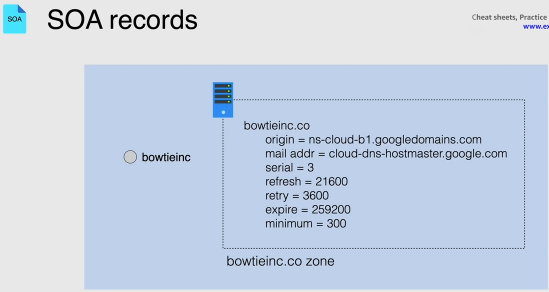 SOA
SOA records
Cheat sheets, Practice
www.ex
bowtieinc
bowtieinc.co
origin = ns-cloud-b1.googledomains.com
mail addr = cloud-dns-hostmaster.google.com
serial = 3
refresh = 21600
retry = 3600
expire = 259200
minimum = 300
bowtieinc.co zone